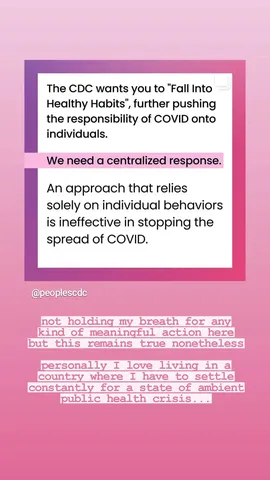 The CDC wants you to "Fall Into
Healthy Habits", further pushing
the responsibility of COVID onto
individuals.
We need a centralized response.
An approach that relies
solely on individual behaviors
is ineffective in stopping the
spread of COVID.
@peoplescdc
not holding my breath for any
kind of meaningful action here
but this remains true nonetheless
personally I love living in a
country where I have to settle
constantly for a state of ambient
public health crisis...